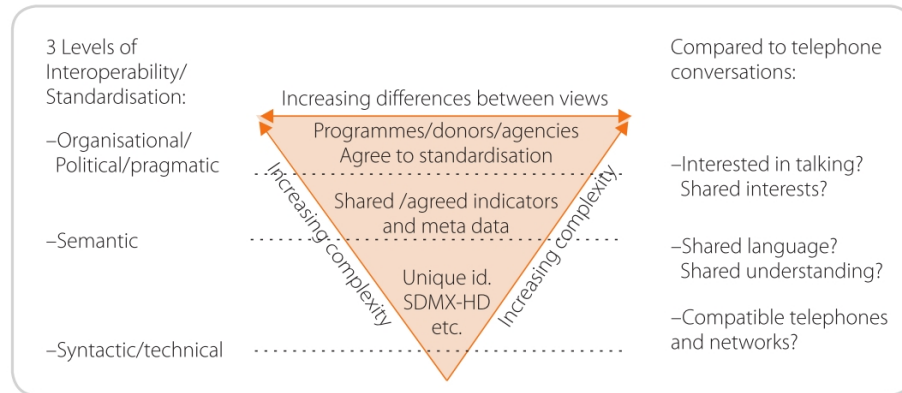 3 Levels of
Interoperability/
Standardisation:
–Organisational/
Political/pragmatic
–Semantic
–Syntactic/technical
Increasing differences between views
Programmes/donors/agencies
Agree to standardisation
Shared /agreed indicators
and meta data
Unique id.
SDMX-HD
etc.
Increasing complexity
Increasing complexity
Compared to telephone
conversations:
–Interested in talking?
Shared interests?
–Shared language?
Shared understanding?
–Compatible telephones
and networks?